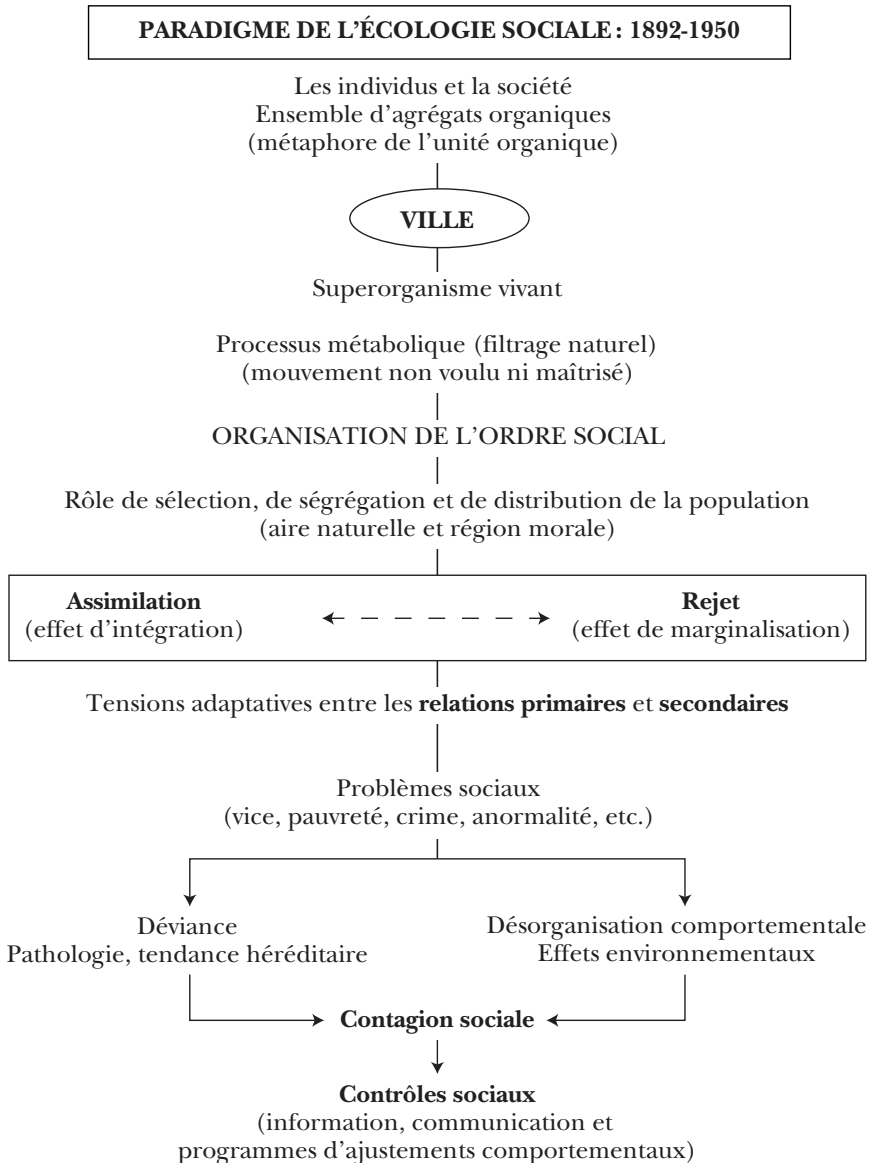 PARADIGME DE L’ÉCOLOGIE SOCIALE : 1892-1950
Les individus et la société
Ensemble d’agrégats organiques
(métaphore de l’unité organique)
VILLE
Superorganisme vivant
Processus métabolique (filtrage naturel)
(mouvement non voulu ni maîtrisé)
ORGANISATION DE L’ORDRE SOCIAL
Rôle de sélection, de ségrégation et de distribution de la population
(aire naturelle et région morale)
Assimilation
(effet d’intégration)
Rejet
(effet de marginalisation)
Tensions adaptatives entre les relations primaires et secondaires
Problèmes sociaux
(vice, pauvreté, crime, anormalité, etc.)
Déviance
Pathologie, tendance héréditaire
Désorganisation comportementale
Effets environnementaux
Contagion sociale
Contrôles sociaux
(information, communication et
programmes d’ajustements comportementaux)